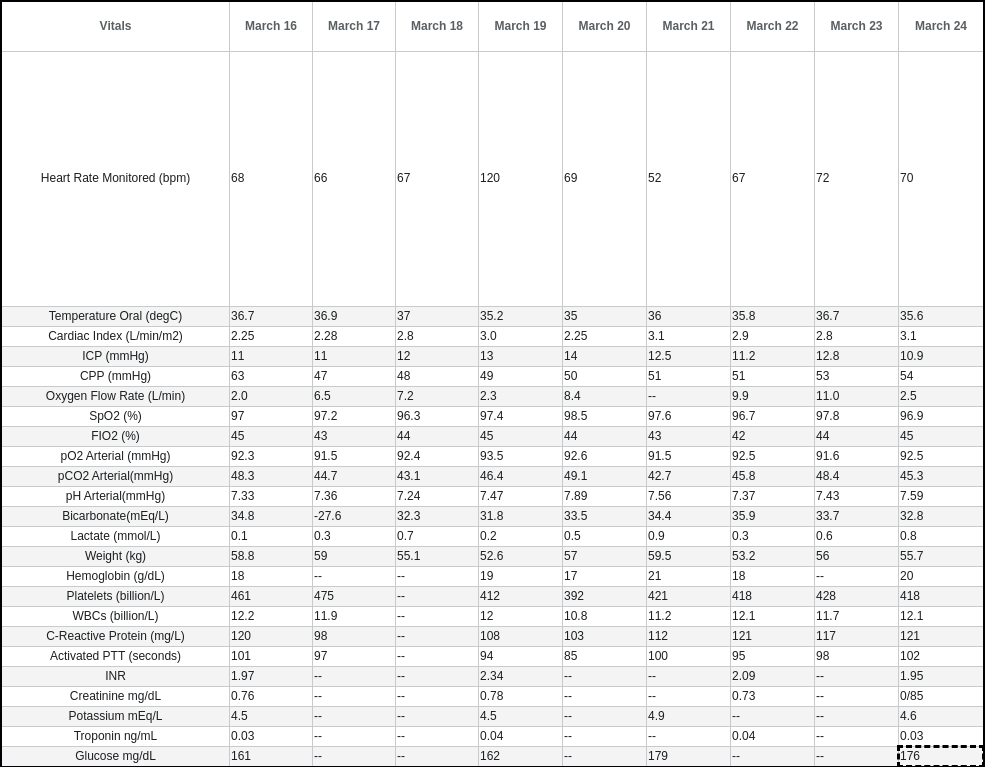 Vitals March 16 March 17 March 18 March 19 March 20 March 21 March 22 March 23 March 24
Heart Rate Monitored (bpm) 68 66 67 120 69 52 67 72 70
Temperature Oral (degC) 36.7 36.9 37 35.2 35 36 35.8 36.7 35.6
Cardiac Index (L/min/m2) 2.25 2.28 2.8 3.0 2.25 3.1 2.9 2.8 3.1
ICP (mmHg) 11 11 12 13 14 12.5 11.2 12.8 10.9
CPP (mmHg) 63 47 48 49 50 51 51 53 54
Oxygen Flow Rate (L/min) 2.0 6.5 7.2 2.3 8.4 -- 9.9 11.0 2.5
SpO2 (%) 97 97.2 96.3 97.4 98.5 97.6 96.7 97.8 96.9
FIO2 (%) 45 43 44 45 44 43 42 44 45
pO2 Arterial (mmHg) 92.3 91.5 92.4 93.5 92.6 91.5 92.5 91.6 92.5
pCO2 Arterial(mmHg) 48.3 44.7 43.1 46.4 49.1 42.7 45.8 48.4 45.3
pH Arterial(mmHg) 7.33 7.36 7.24 7.47 7.89 7.56 7.37 7.43 7.59
Bicarbonate(mEq/L) 34.8 -27.6 32.3 31.8 33.5 34.4 35.9 33.7 32.8
Lactate (mmol/L) 0.1 0.3 0.7 0.2 0.5 0.9 0.3 0.6 0.8
Weight (kg) 58.8 59 55.1 52.6 57 59.5 53.2 56 55.7
Hemoglobin (g/dL) 18 -- -- 19 17 21 18 -- 20
Platelets (billion/L) 461 475 -- 412 392 421 418 428 418
WBCs (billion/L) 12.2 11.9 -- 12 10.8 11.2 12.1 11.7 12.1
C-Reactive Protein (mg/L) 120 98 -- 108 103 112 121 117 121
Activated PTT (seconds) 101 97 -- 94 85 100 95 98 102
INR 1.97 -- -- 2.34 -- -- 2.09 -- 1.95
Creatinine mg/dL 0.76 -- -- 0.78 -- -- 0.73 -- 0/85
Potassium mEq/L 4.5 -- -- 4.5 -- 4.9 -- -- 4.6
Troponin ng/mL 0.03 -- -- 0.04 -- -- 0.04 -- 0.03
Glucose mg/dL 161 -- -- 162 -- 179 -- -- 176